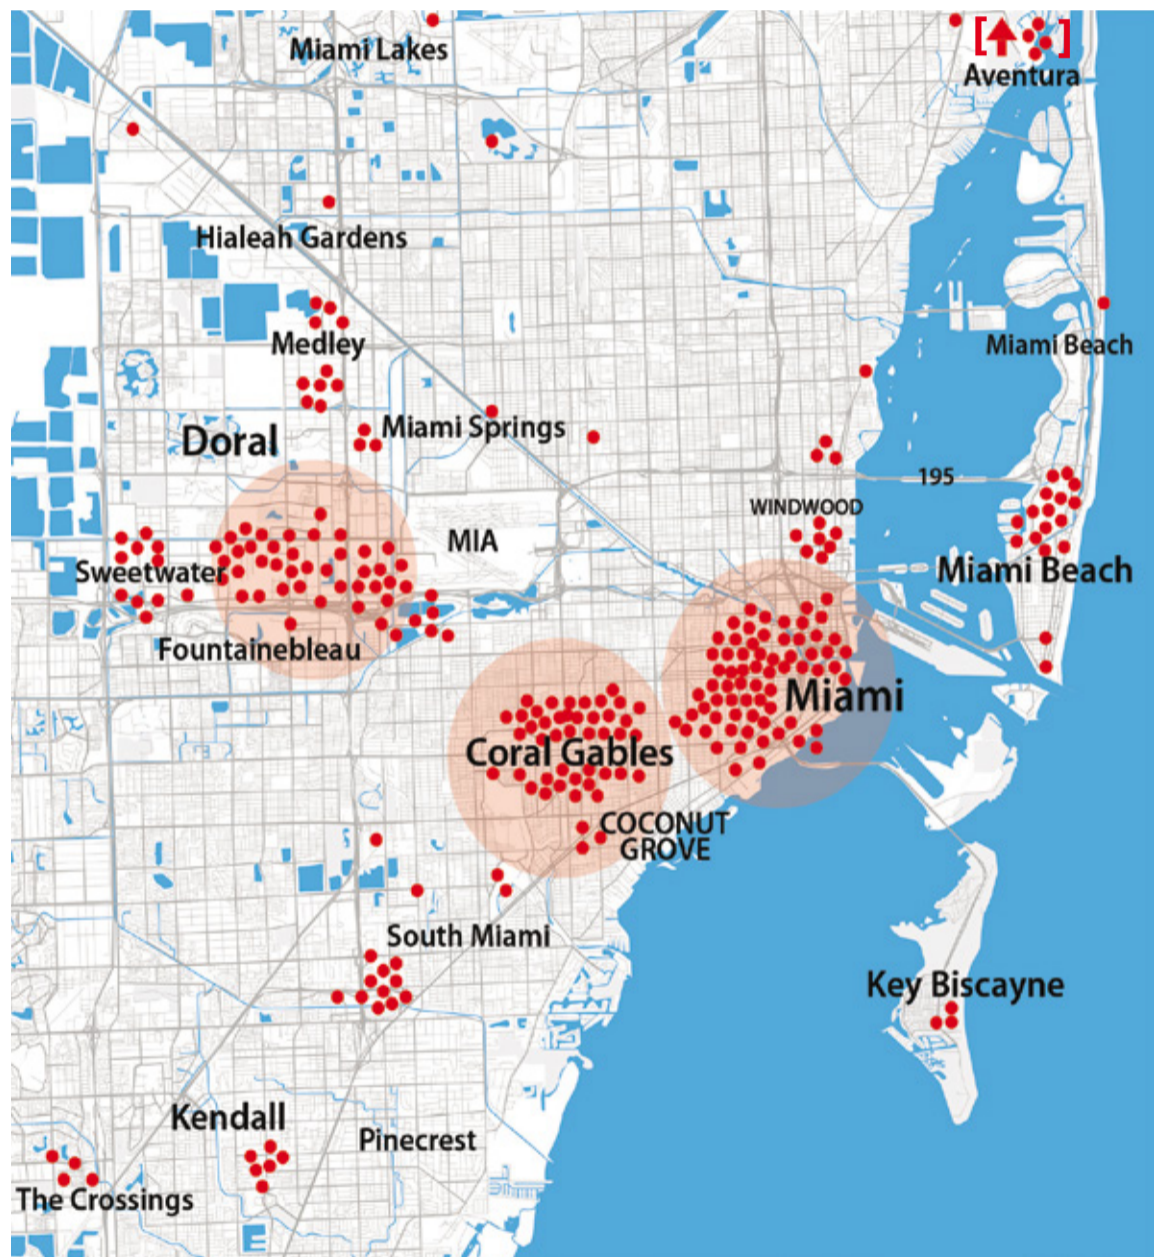 Miami Lakes
[ ]
Aventura
Hialeah Gardens
Medley
Miami Beach
Doral
Miami Springs
195
WINDWOOD
MIA
Sweetwater
Miami Beach
Fountainebleau
Miami
Coral Gables
COCONUT
GROVE
South Miami
Key Biscayne
Kendall
Pinecrest
The Crossings